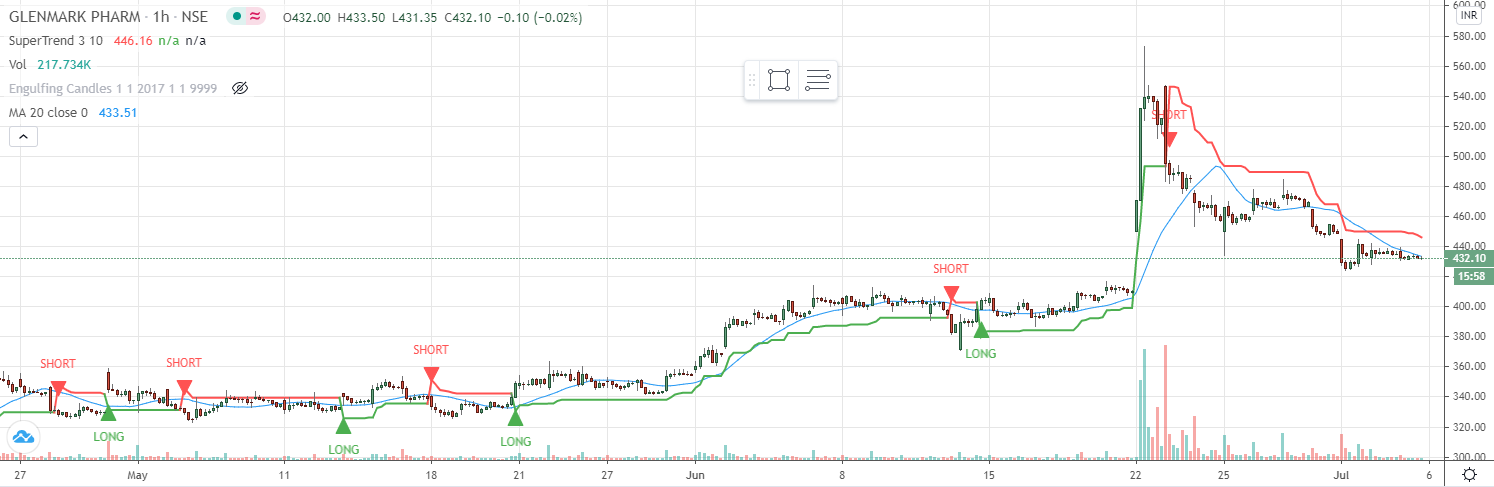 GLENMARK PHARM · 1h · NSE O432.00 H433.50 L431.35 C432.10 −0.10 (−0.02%)
SuperTrend 3 10 446.16 n/a n/a
Vol 217.734K
Engulfing Candles 1 1 2017 1 1 9999
MA 20 close 0 433.51
600.00
INR
580.00
560.00
540.00
520.00
500.00
480.00
460.00
440.00
432.10
15:58
400.00
380.00
360.00
340.00
320.00
300.00
SHORT
SHORT
SHORT
SHORT
SHORT
LONG
LONG
LONG
LONG
27 May 11 18 21 27 Jun 8 15 22 25 Jul 6